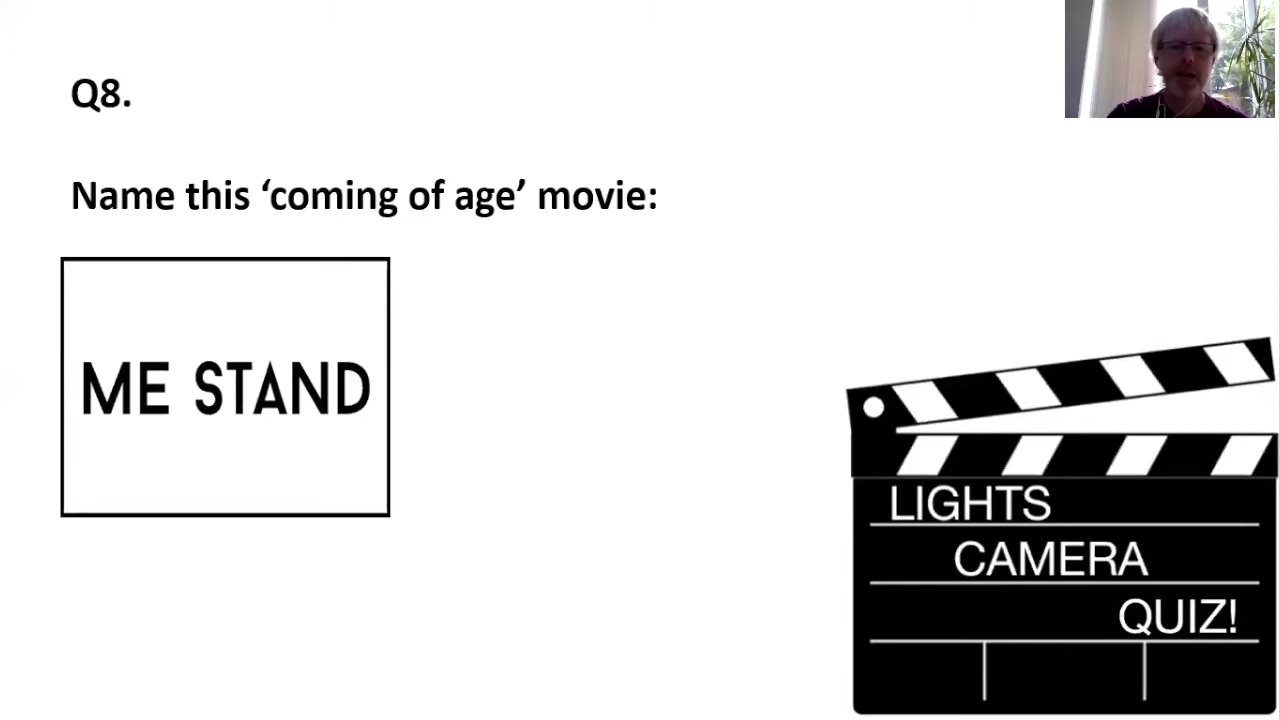 Q8.
Name this ‘coming of age’ movie:
ME STAND
LIGHTS
CAMERA
QUIZ!